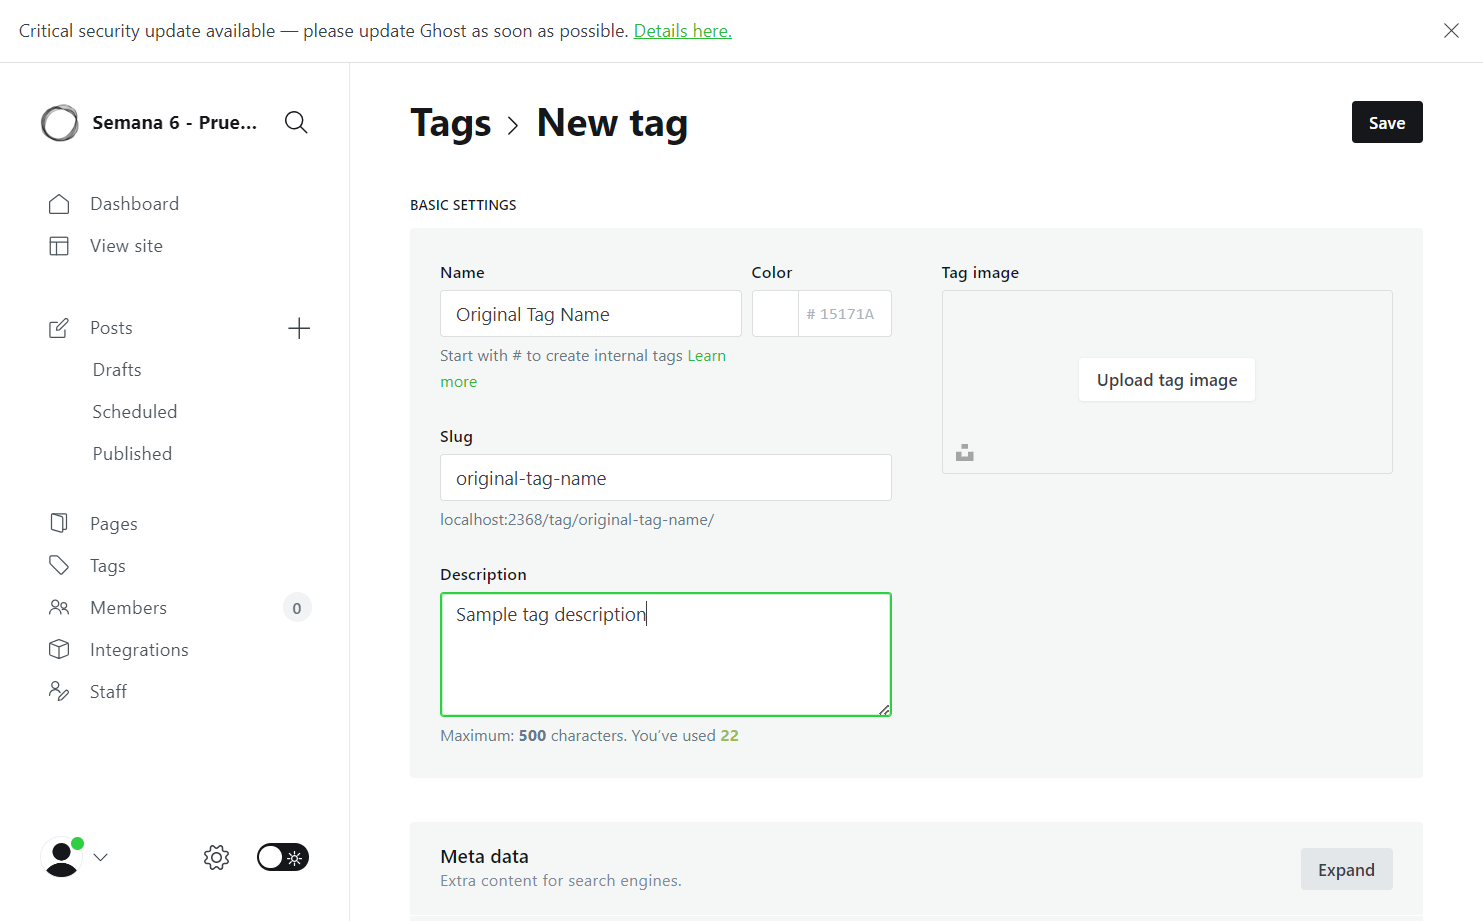 Critical security update available — please update Ghost as soon as possible. Details here.
Semana 6 - Prue...
Dashboard
View site
Posts
Drafts
Scheduled
Published
Pages
Tags
Members
0
Integrations
Staff
Tags > New tag
Save
BASIC SETTINGS
Name
Original Tag Name
Start with # to create internal tags Learn
more
Color
# 15171A
Slug
original-tag-name
localhost:2368/tag/original-tag-name/
Description
Sample tag description
Maximum: 500 characters. You’ve used 22
Tag image
Upload tag image
Meta data
Extra content for search engines.
Expand